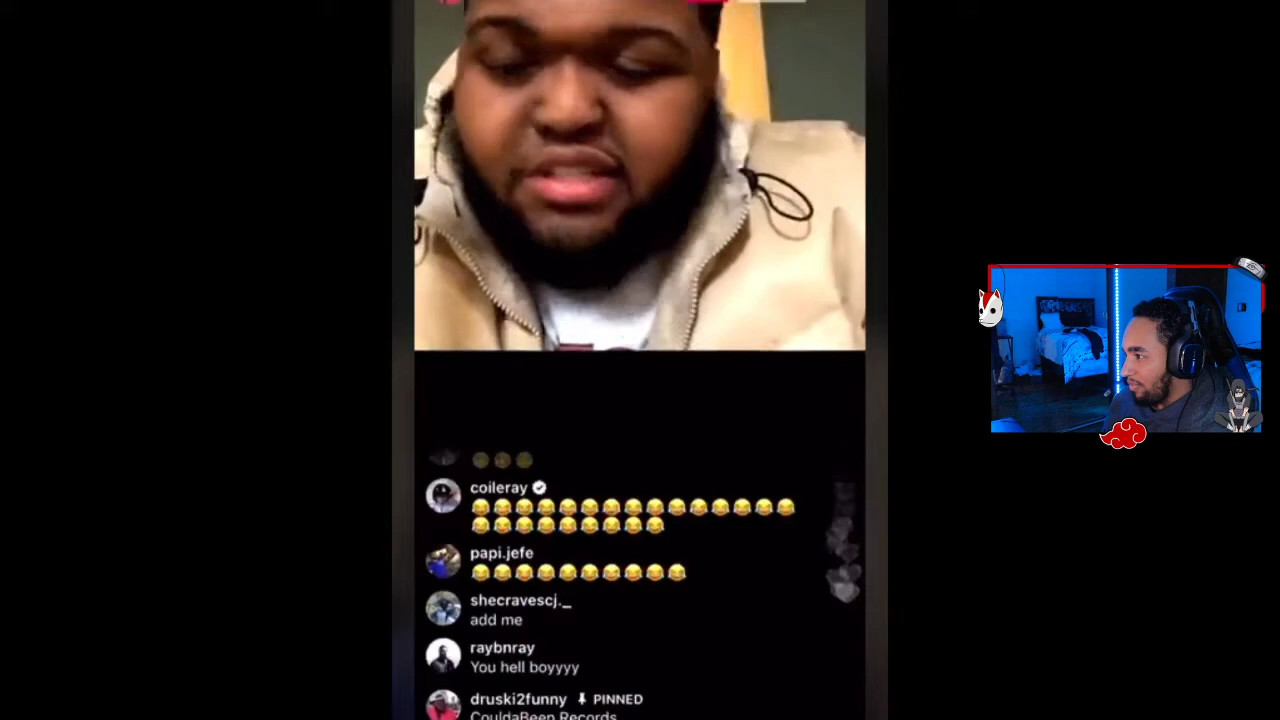 coileray
😂😂😂😂😂😂😂😂😂😂😂😂😂😂😂
😂😂😂😂😂😂😂😂😂
papi.jefe
😂😂😂😂😂😂😂😂😂😂
shecravescj._
add me
raybnray
You hell boyyyy
druski2funny PINNED
CouldaBeen Records